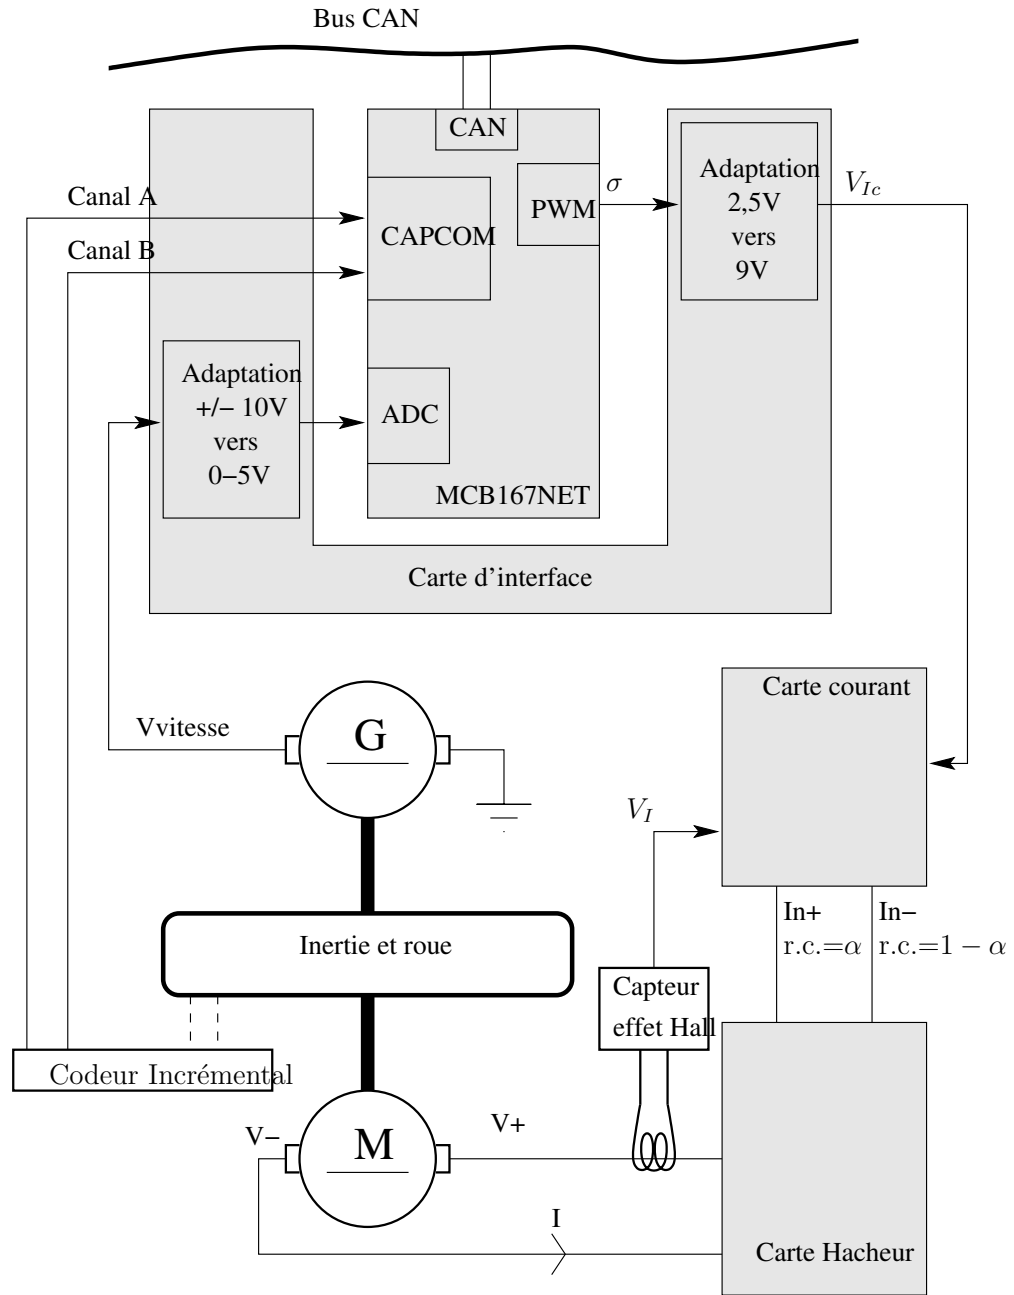 Bus CAN
CAN
Canal A
Canal B
CAPCOM
PWM
σ
Adaptation
2,5V
vers
9V
V_{Ic}
Adaptation
+/− 10V
vers
0−5V
ADC
MCB167NET
Carte d'interface
Carte courant
Vvitesse
G
V_I
In+
r.c.=α
In−
r.c.=1 − α
Inertie et roue
Capteur
effet Hall
Codeur Incrémental
V−
M
V+
I
Carte Hacheur